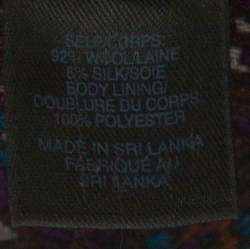 SELF/CORPS:
92% WOOL/LAINE
8% SILK/SOIE
BODY LINING/
DOUBLURE DU CORPS
100% POLYESTER
MADE IN SRI LANKA
FABRIQUÉ AU
SRI LANKA